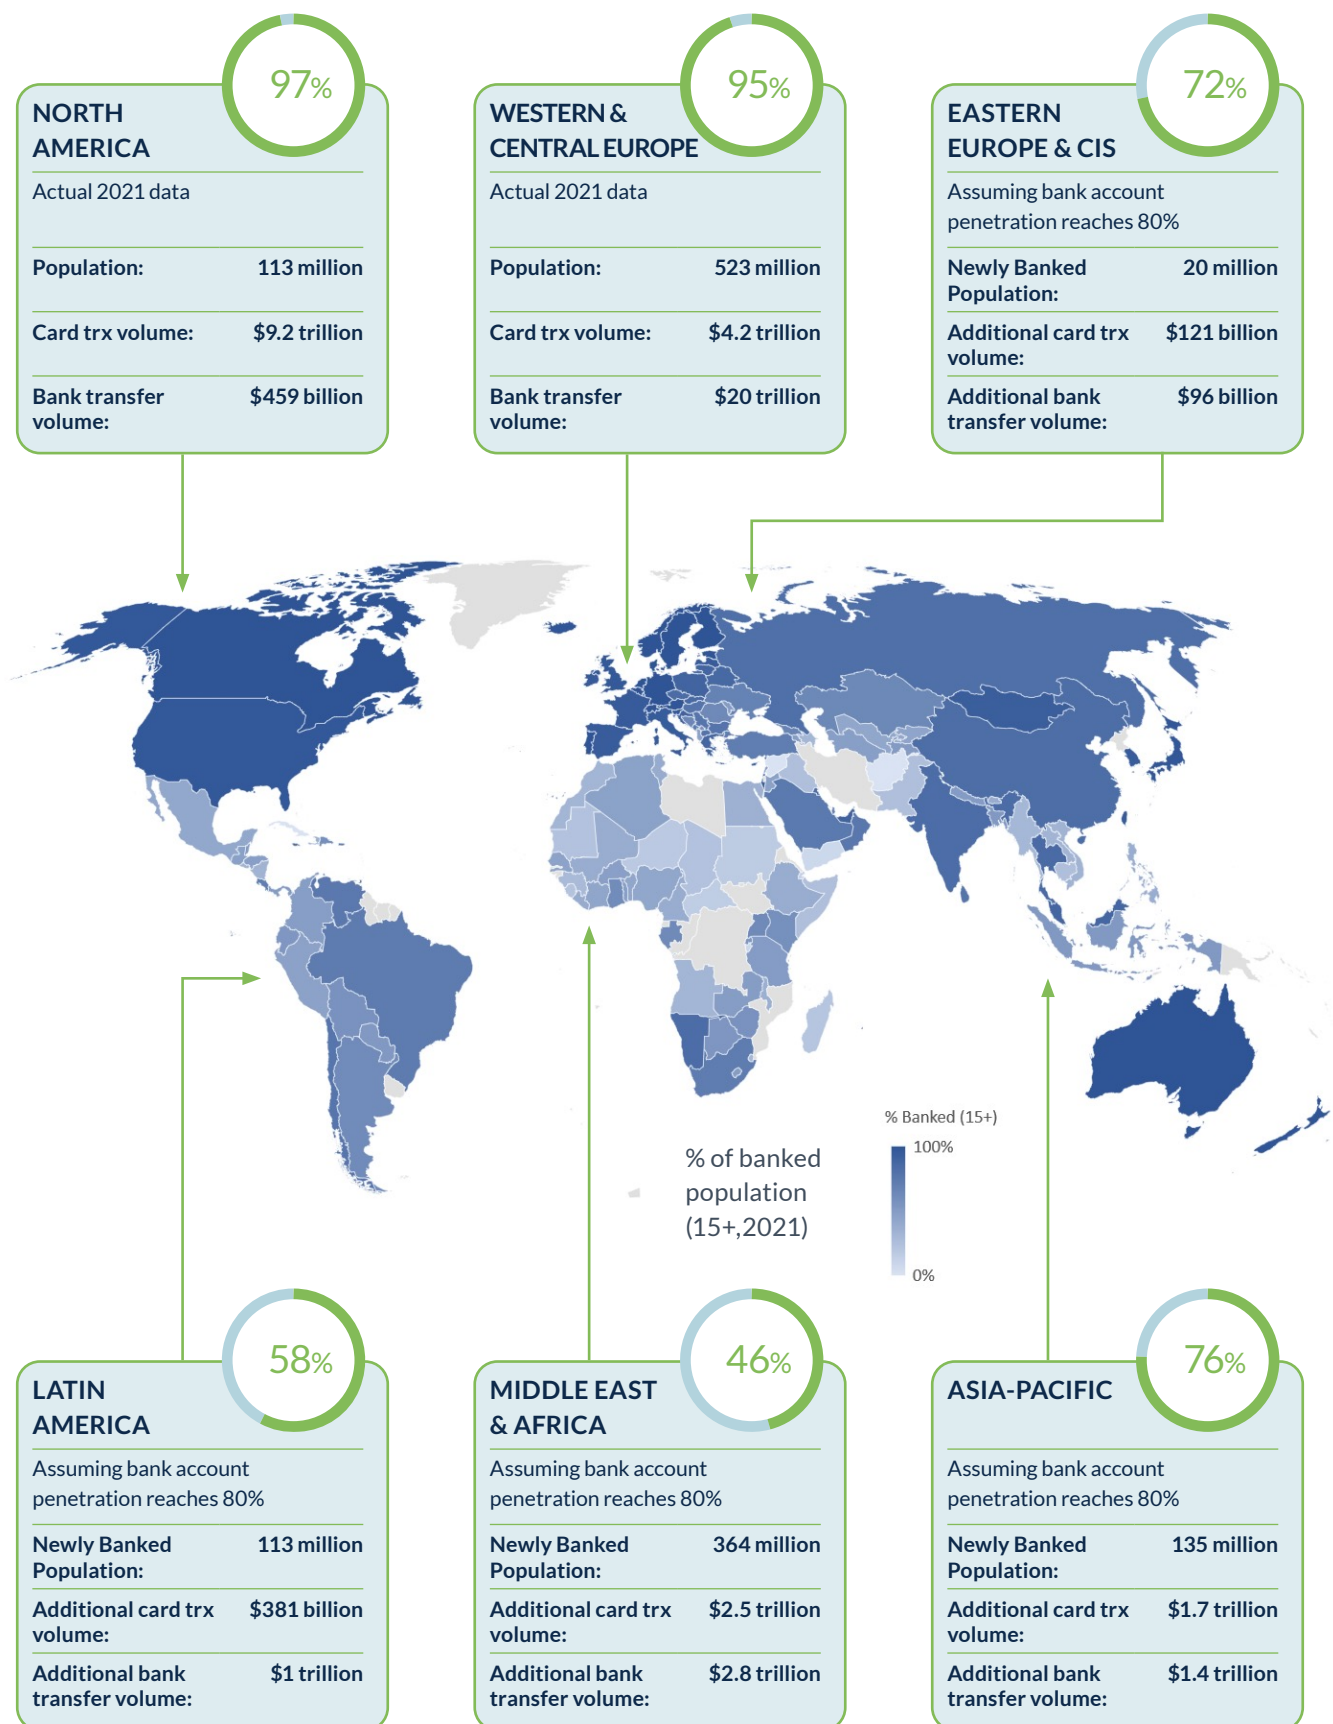 97%
NORTH
AMERICA
Actual 2021 data
Population: 113 million
Card trx volume: $9.2 trillion
Bank transfer $459 billion
volume:
95%
WESTERN &
CENTRAL EUROPE
Actual 2021 data
Population: 523 million
Card trx volume: $4.2 trillion
Bank transfer $20 trillion
volume:
72%
EASTERN
EUROPE & CIS
Assuming bank account
penetration reaches 80%
Newly Banked 20 million
Population:
Additional card trx $121 billion
volume:
Additional bank $96 billion
transfer volume:
% of banked
population
(15+,2021)
% Banked (15+)
100%
0%
58%
LATIN
AMERICA
Assuming bank account
penetration reaches 80%
Newly Banked 113 million
Population:
Additional card trx $381 billion
volume:
Additional bank $1 trillion
transfer volume:
46%
MIDDLE EAST
& AFRICA
Assuming bank account
penetration reaches 80%
Newly Banked 364 million
Population:
Additional card trx $2.5 trillion
volume:
Additional bank $2.8 trillion
transfer volume:
76%
ASIA-PACIFIC
Assuming bank account
penetration reaches 80%
Newly Banked 135 million
Population:
Additional card trx $1.7 trillion
volume:
Additional bank $1.4 trillion
transfer volume: